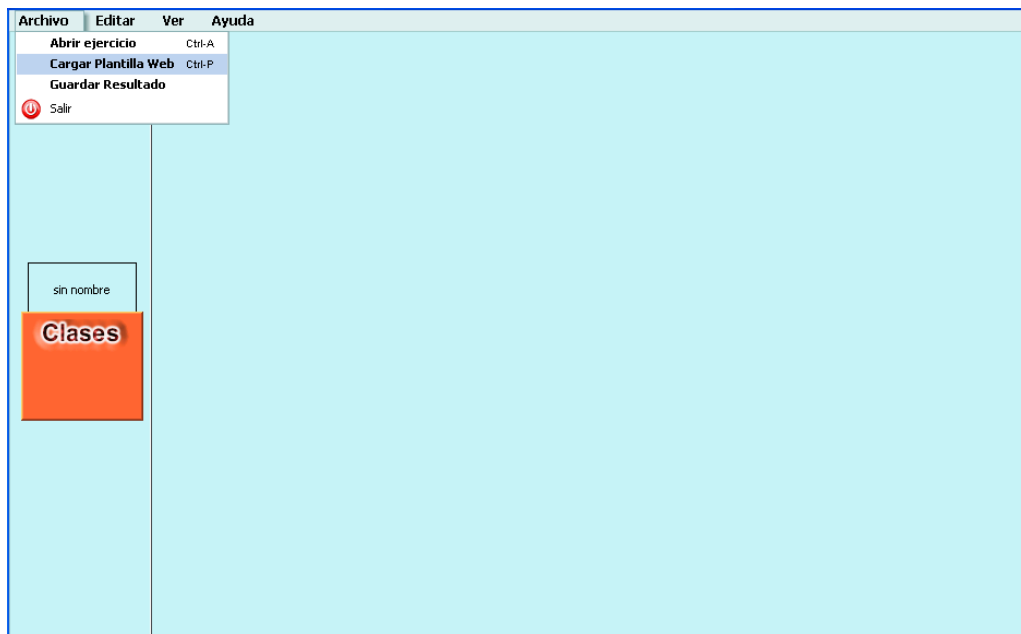 Archivo Editar Ver Ayuda
Abrir ejercicio Ctrl-A
Cargar Plantilla Web Ctrl-P
Guardar Resultado
Salir
sin nombre
Clases